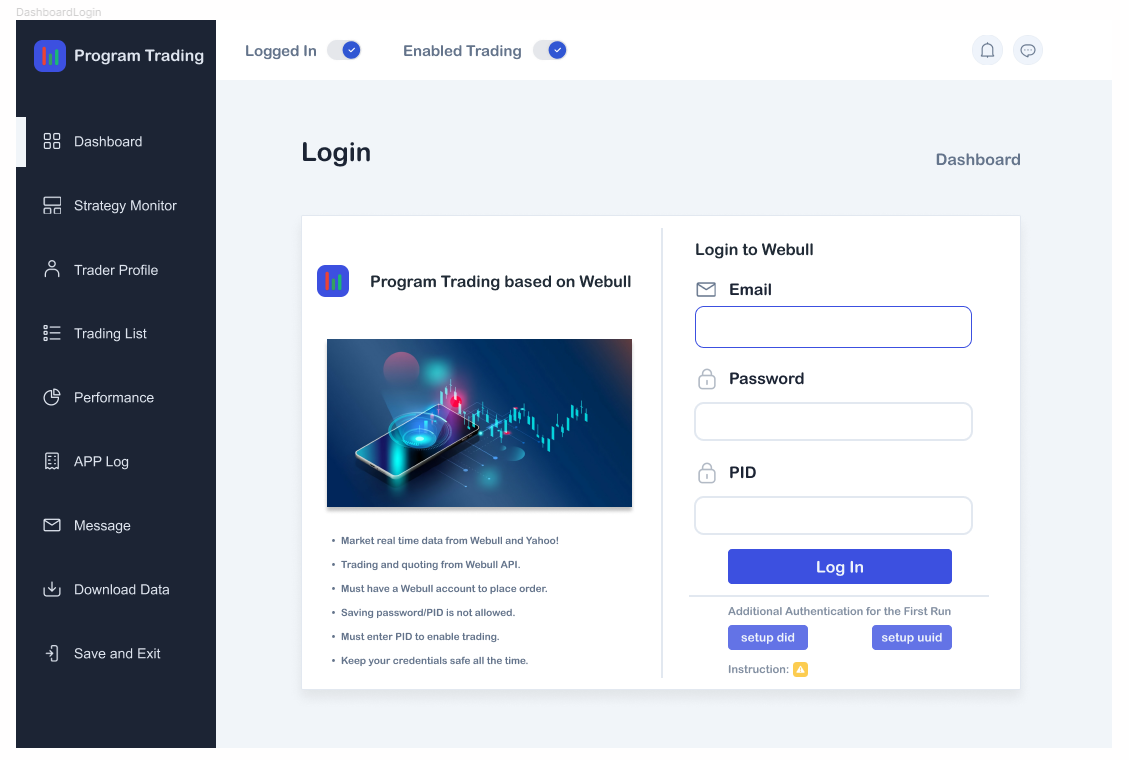 DashboardLogin
Program Trading
Logged In
Enabled Trading
Dashboard
Strategy Monitor
Trader Profile
Trading List
Performance
APP Log
Message
Download Data
Save and Exit
Login
Dashboard
Program Trading based on Webull
• Market real time data from Webull and Yahoo!
• Trading and quoting from Webull API.
• Must have a Webull account to place order.
• Saving password/PID is not allowed.
• Must enter PID to enable trading.
• Keep your credentials safe all the time.
Login to Webull
Email
Password
PID
Log In
Additional Authentication for the First Run
setup did
setup uuid
Instruction: